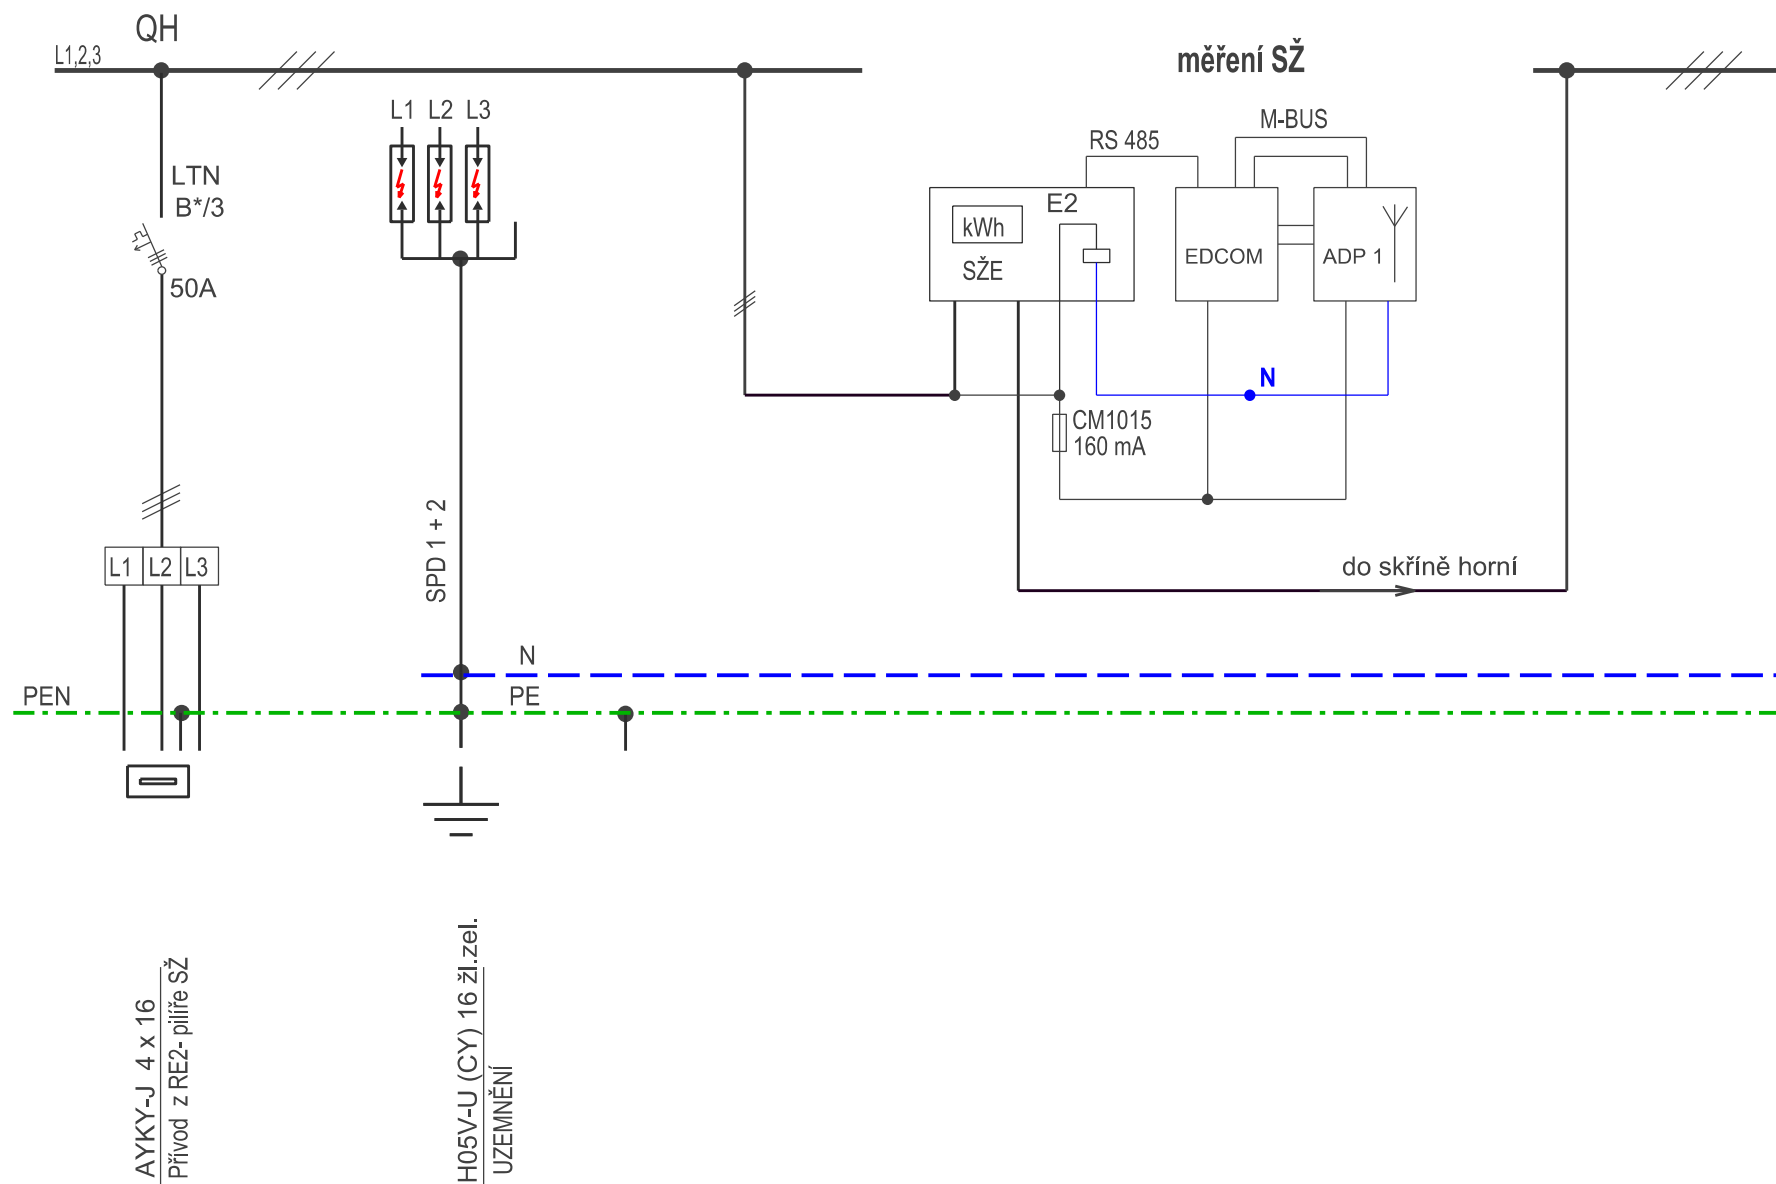 QH
L1,2,3
měření SŽ
L1 L2 L3
M-BUS
RS 485
LTN
B*/3
50A
E2
kWh
SŽE
EDCOM
ADP 1
N
CM1015
160 mA
SPD 1 + 2
L1 L2 L3
do skříně horní
N
PEN
PE
AYKY-J 4 x 16
Přívod z RE2- pilíře SŽ
H05V-U (CY) 16 žl.zel.
UZEMNĚNÍ